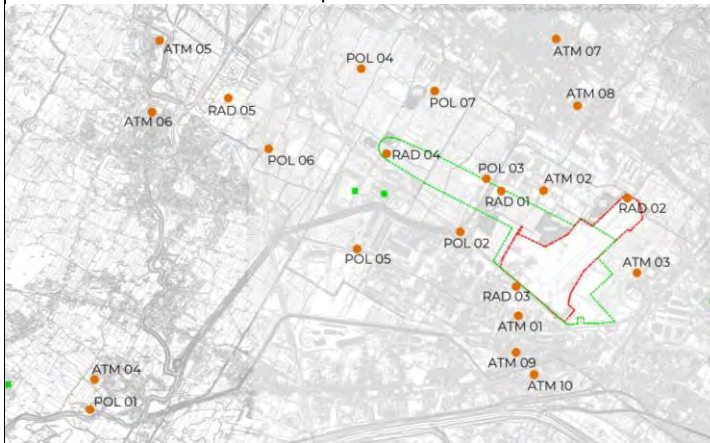 ATM 05
ATM 07
POL 04
RAD 05
POL 07
ATM 08
ATM 06
POL 06
RAD 04
POL 03
ATM 02
RAD 01
RAD 02
POL 02
POL 05
ATM 03
RAD 03
ATM 01
ATM 09
ATM 10
ATM 04
POL 01